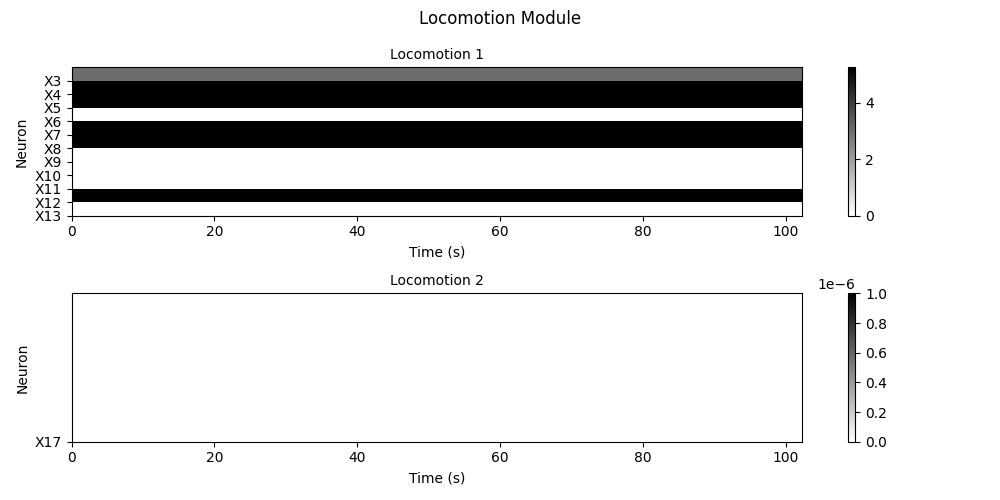 Locomotion Module
Locomotion 1
Neuron
X3
X4
X5
X6
X7
X8
X9
X10
X11
X12
X13
0 20 40 60 80 100
Time (s)
4
2
0
Locomotion 2
Neuron
X17
0 20 40 60 80 100
Time (s)
1e−6
1.0
0.8
0.6
0.4
0.2
0.0